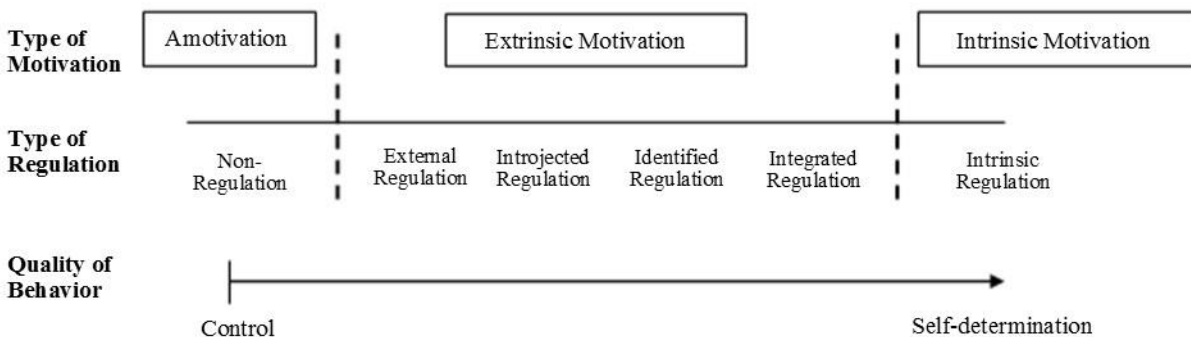 Type of
Motivation
Amotivation
Extrinsic Motivation
Intrinsic Motivation
Type of
Regulation
Non-
Regulation
External
Regulation
Introjected
Regulation
Identified
Regulation
Integrated
Regulation
Intrinsic
Regulation
Quality of
Behavior
Control
Self-determination